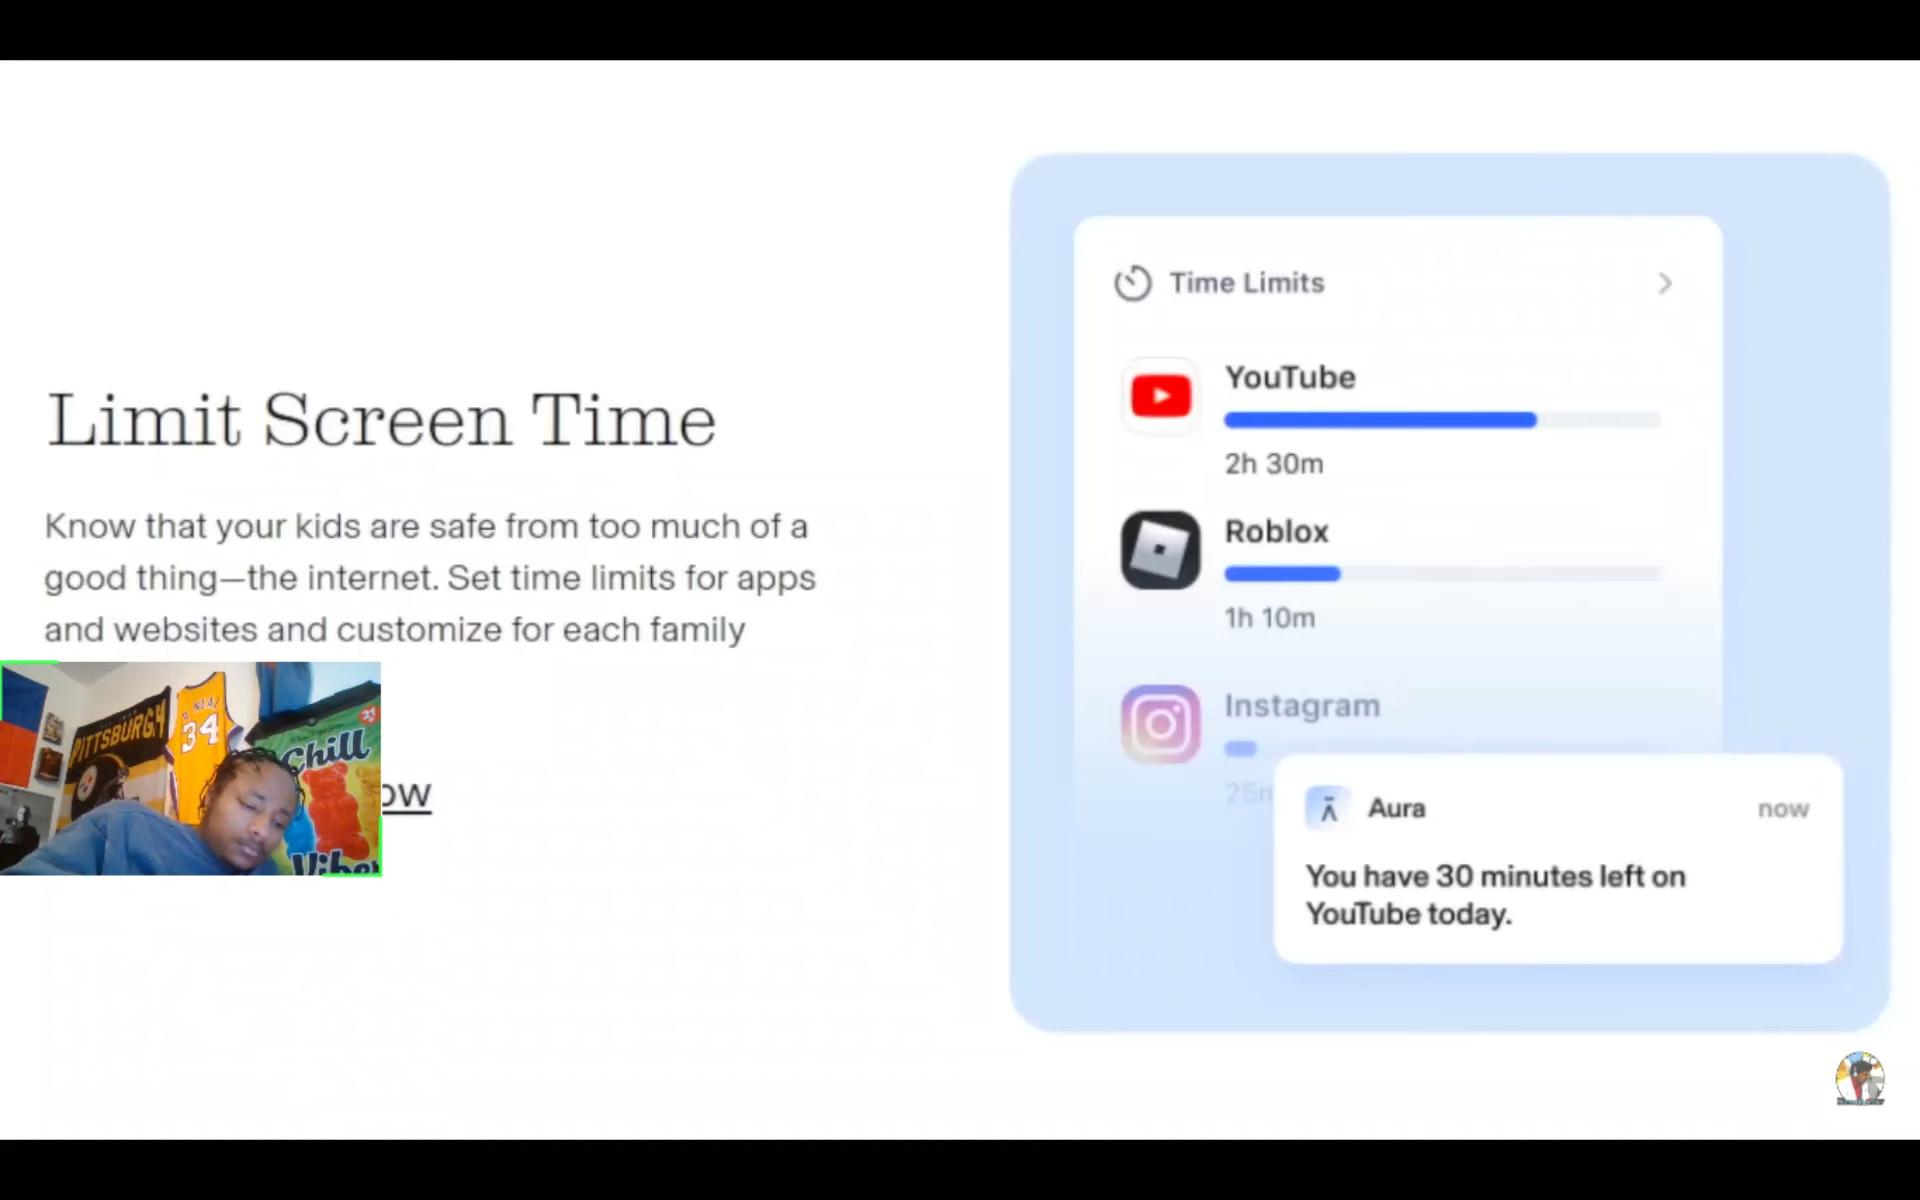 Limit Screen Time
Know that your kids are safe from too much of a
good thing—the internet. Set time limits for apps
and websites and customize for each family
Time Limits
YouTube
2h 30m
Roblox
1h 10m
Instagram
Aura
now
You have 30 minutes left on
YouTube today.
PITTSBURGH
34
Chill
Vibes